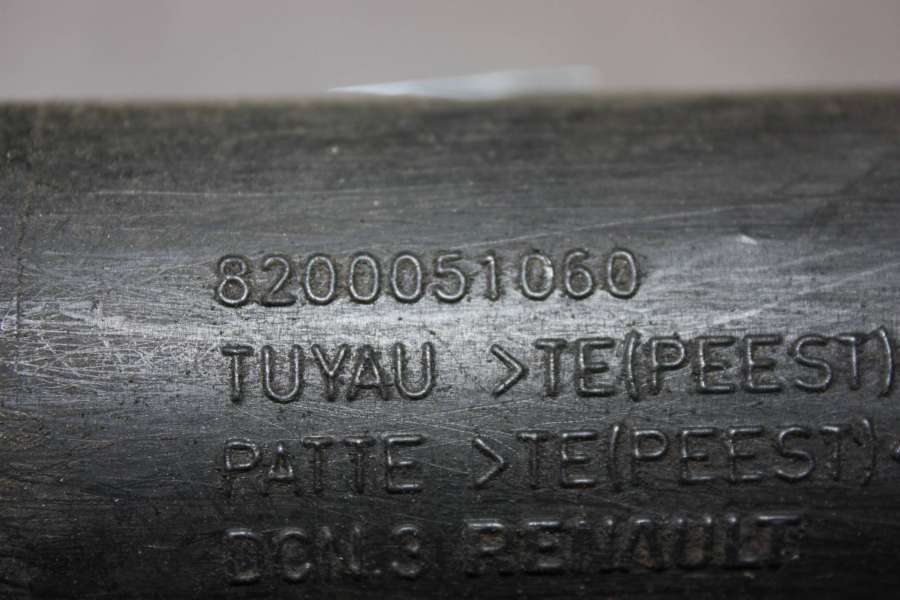 8200051060
TUYAU >TE(PEEST)
PATTE >TE(PEEST)<
DCN.3 RENAULT